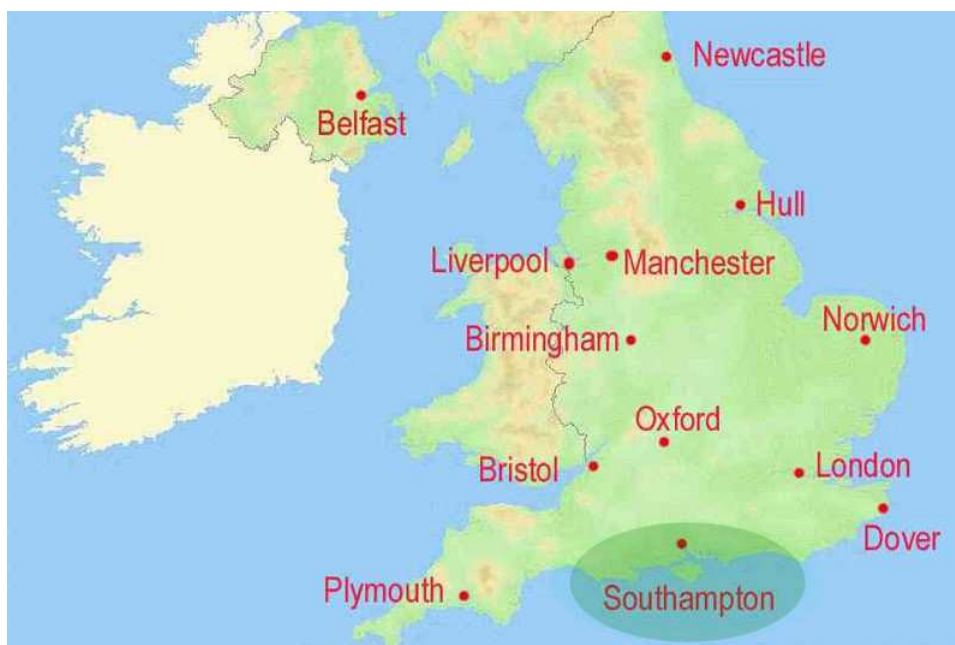 Newcastle
Belfast
Hull
Liverpool
Manchester
Norwich
Birmingham
Oxford
Bristol
London
Dover
Plymouth
Southampton